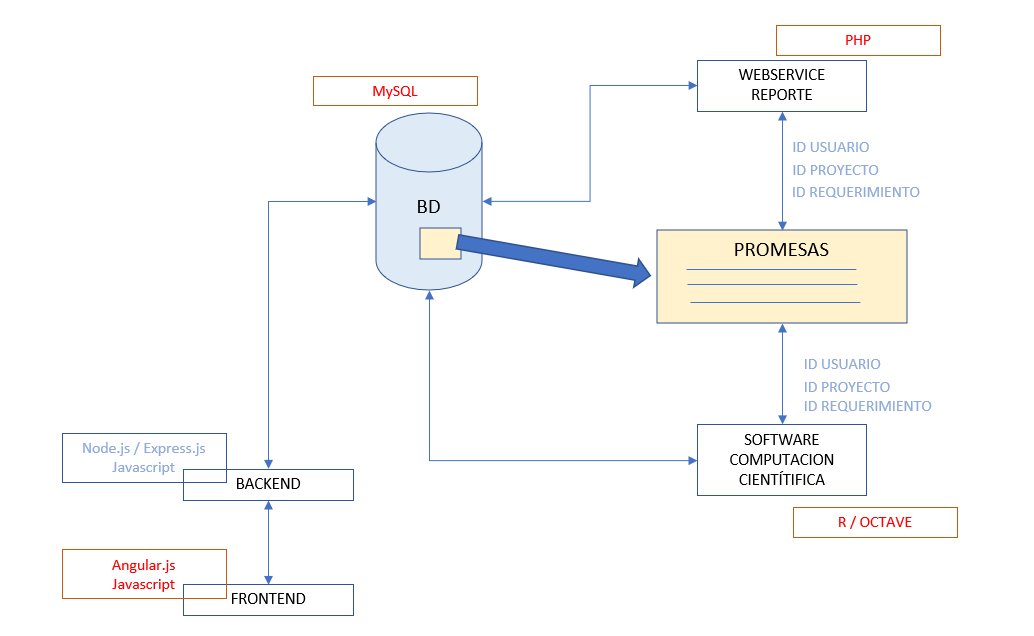 PHP
WEBSERVICE
REPORTE
MySQL
ID USUARIO
ID PROYECTO
ID REQUERIMIENTO
BD
PROMESAS
ID USUARIO
ID PROYECTO
ID REQUERIMIENTO
SOFTWARE
COMPUTACION
CIENTÍTIFICA
R / OCTAVE
Node.js / Express.js
Javascript
BACKEND
Angular.js
Javascript
FRONTEND